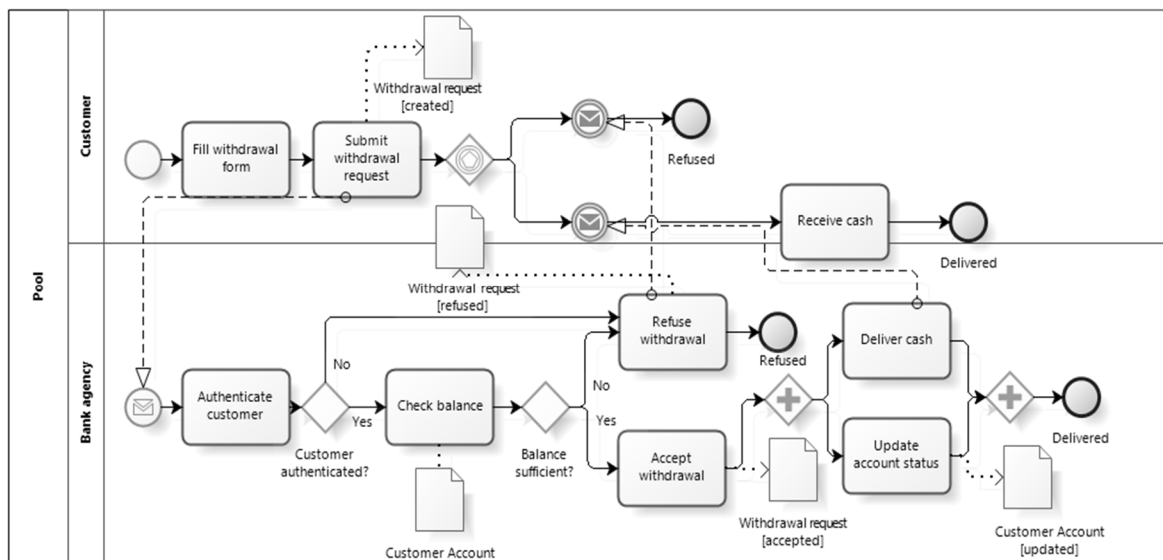 Pool
Customer
Fill withdrawal
form
Submit
withdrawal
request
Withdrawal request
[created]
Refused
Receive cash
Delivered
Bank agency
Withdrawal request
[refused]
Authenticate
customer
No
Yes
Customer
authenticated?
Check balance
Customer Account
Balance
sufficient?
No
Yes
Refuse
withdrawal
Refused
Accept
withdrawal
Withdrawal request
[accepted]
Deliver cash
Update
account status
Delivered
Customer Account
[updated]